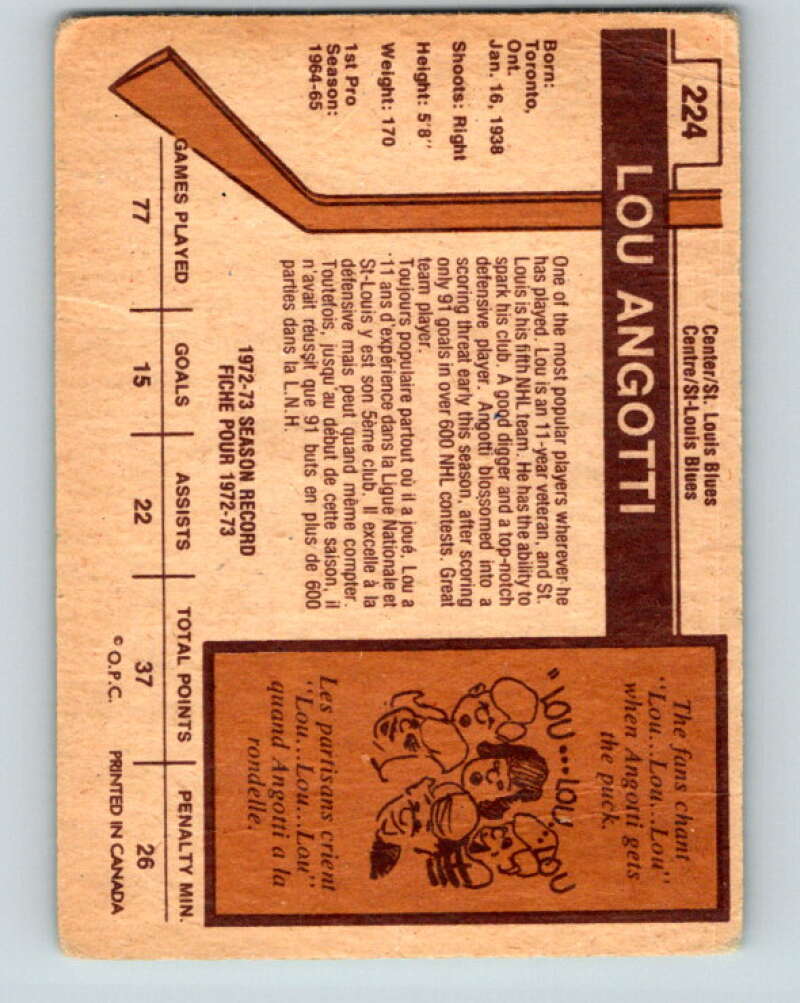 224
Center/St. Louis Blues
Centre/St-Louis Blues
LOU ANGOTTI
Born:
Toronto,
Ont.
Jan. 16, 1938
Shoots: Right
Height: 5'8"
Weight: 170
1st Pro
Season:
1964-65
One of the most popular players wherever he
has played. Lou is an 11-year veteran, and St.
Louis is his fifth NHL team. He has the ability to
spark his club. A good digger and a top-notch
defensive player. Angotti blossomed into a
scoring threat early this season, after scoring
only 91 goals in over 600 NHL contests. Great
team player.
Toujours populaire partout où il a joué. Lou a
11 ans d'expérience dans la Ligue Nationale et
St-Louis y est son 5ème club. Il excelle à la
défensive mais peut quand même compter.
Toutefois, jusqu'au début de cette saison, il
n'avait réussit que 91 buts en plus de 600
parties dans la L.N.H.
The fans chant
"Lou...Lou...Lou"
when Angotti gets
the puck.
"LOU...LOU
LOU
Les partisans crient
"Lou...Lou...Lou"
quand Angotti a la
rondelle.
1972-73 SEASON RECORD
FICHE POUR 1972-73
GAMES PLAYED GOALS ASSISTS TOTAL POINTS PENALTY MIN.
77 15 22 37 26
© O.P.C. PRINTED IN CANADA